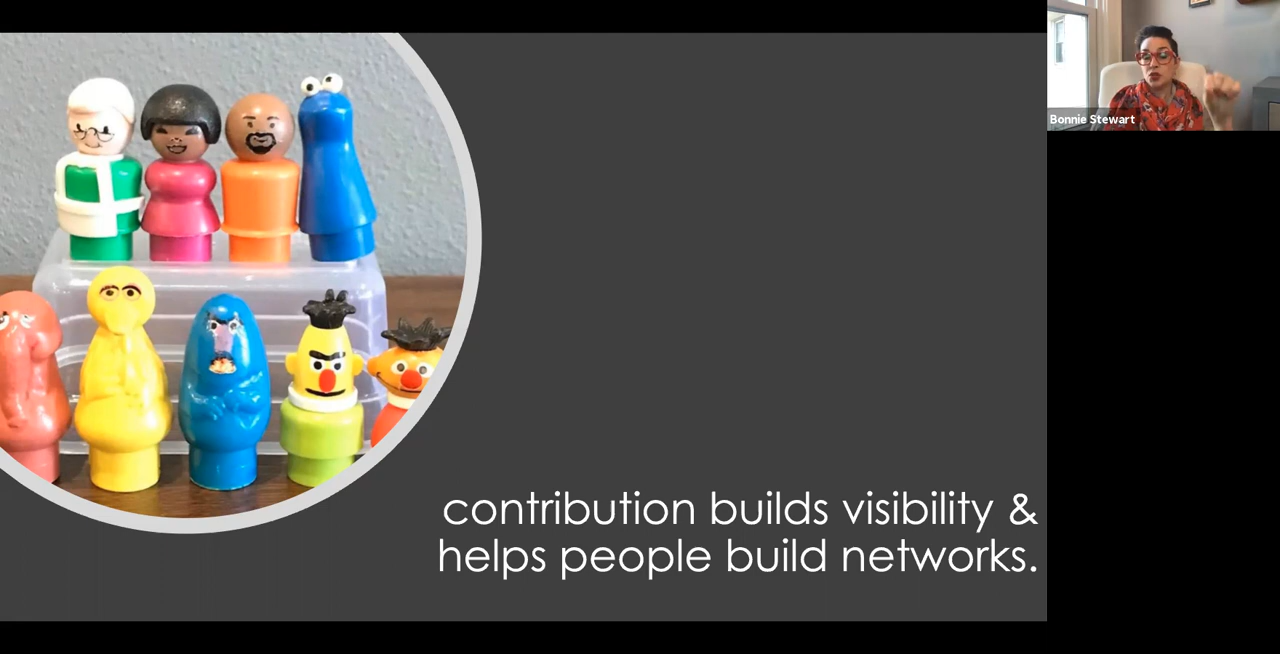 Bonnie Stewart
contribution builds visibility &
helps people build networks.